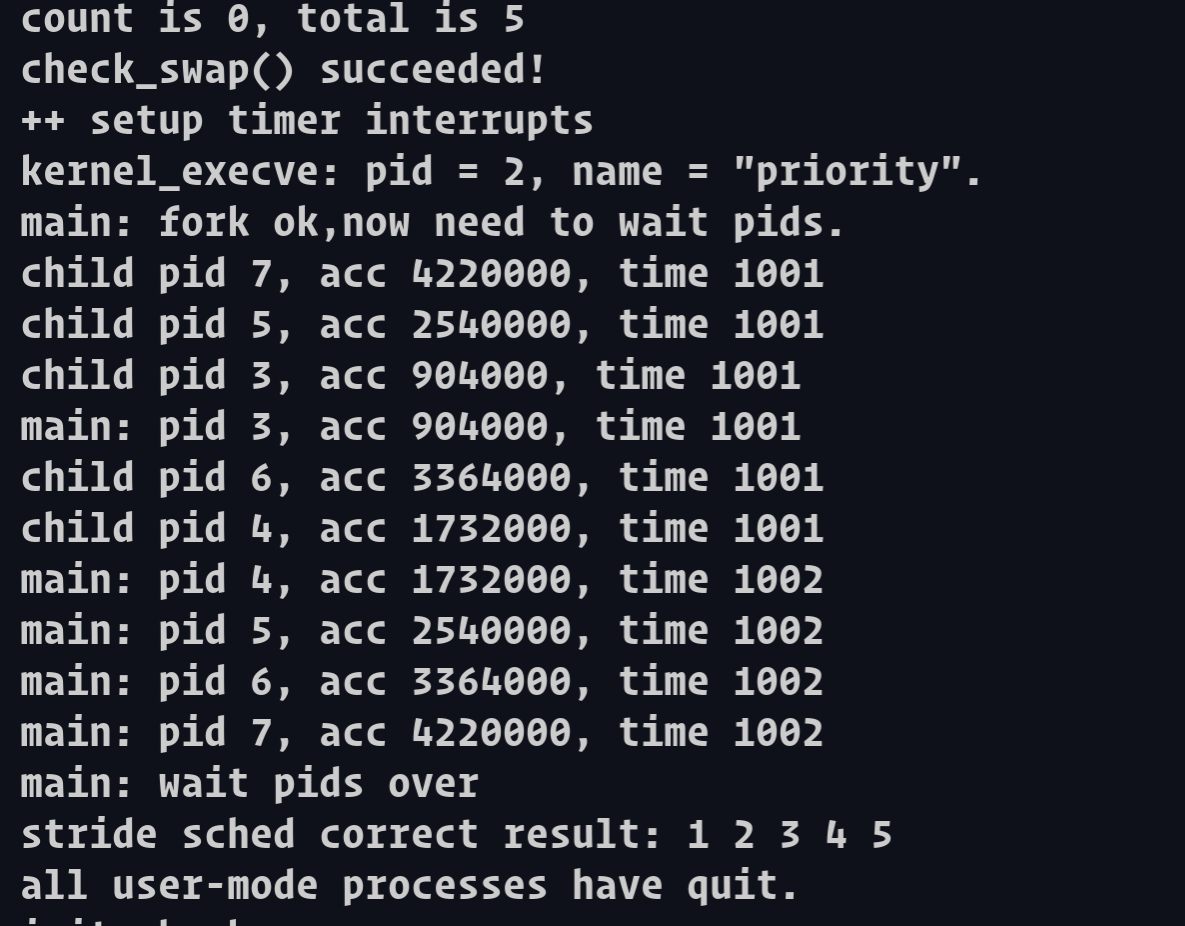 count is 0, total is 5
check_swap() succeeded!
++ setup timer interrupts
kernel_execve: pid = 2, name = "priority".
main: fork ok,now need to wait pids.
child pid 7, acc 4220000, time 1001
child pid 5, acc 2540000, time 1001
child pid 3, acc 904000, time 1001
main: pid 3, acc 904000, time 1001
child pid 6, acc 3364000, time 1001
child pid 4, acc 1732000, time 1001
main: pid 4, acc 1732000, time 1002
main: pid 5, acc 2540000, time 1002
main: pid 6, acc 3364000, time 1002
main: pid 7, acc 4220000, time 1002
main: wait pids over
stride sched correct result: 1 2 3 4 5
all user-mode processes have quit.